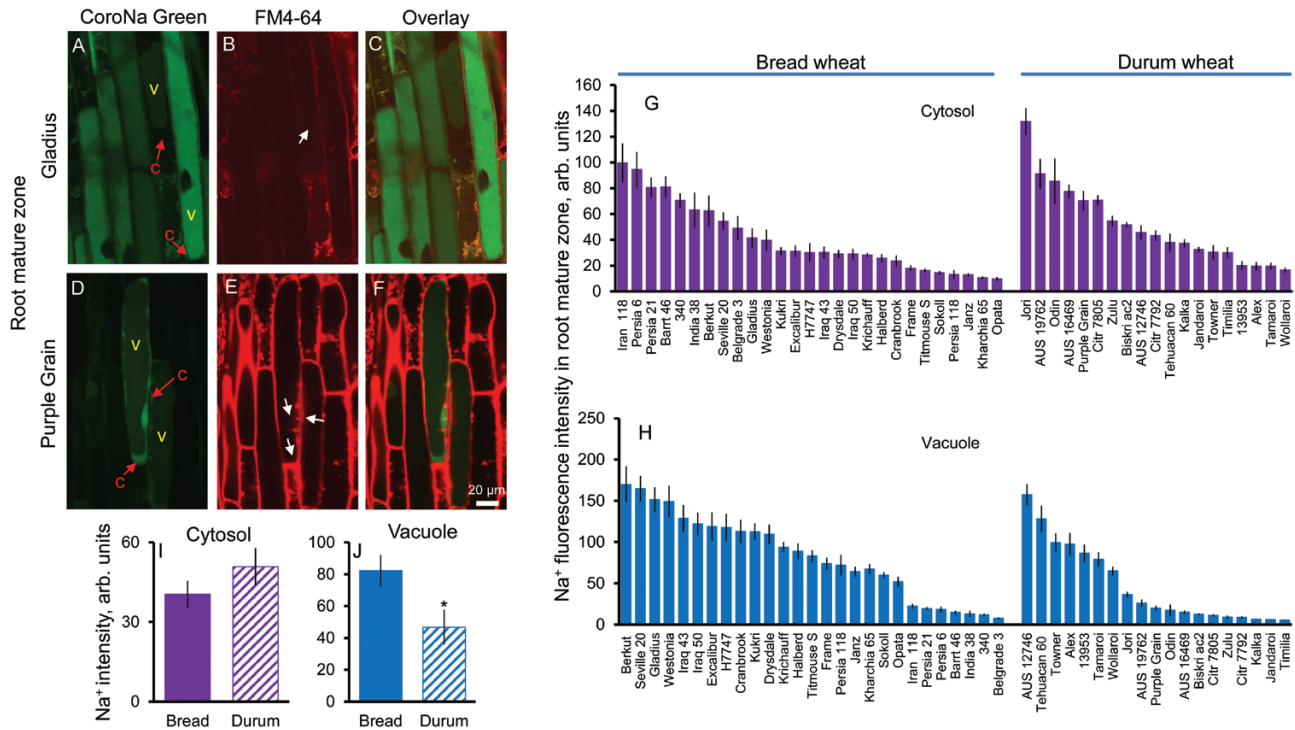 CoroNa Green FM4-64 Overlay
Root mature zone
Gladius
A V C V C
B
C
Purple Grain
D V C V C
E
F
20 µm
Na⁺ intensity, arb. units
I Cytosol
60
30
0
Bread Durum
J Vacuole
100
80
60
40
20
0
*
Bread Durum
Na⁺ fluorescence intensity in root mature zone, arb. units
Bread wheat Durum wheat
G Cytosol
160
140
120
100
80
60
40
20
0
Iran 118
Persia 6
Persia 21
Barrt 46
340
India 38
Berkut
Seville 20
Belgrade 3
Gladius
Westonia
Kukri
Excalibur
H7747
Iraq 43
Drysdale
Iraq 50
Krichauff
Halberd
Cranbrook
Frame
Titmouse S
Sokoll
Persia 118
Janz
Kharchia 65
Opata
Jori
AUS 19762
Odin
AUS 16469
Purple Grain
Citr 7805
Zulu
Biskri ac2
AUS 12746
Citr 7792
Tehuacan 60
Kalka
Jandaroi
Towner
Timilia
13953
Alex
Tamaroi
Wollaroi
H Vacuole
250
200
150
100
50
0
Berkut
Seville 20
Gladius
Westonia
Iraq 43
Iraq 50
Excalibur
H7747
Cranbrook
Kukri
Drysdale
Krichauff
Halberd
Titmouse S
Frame
Persia 118
Janz
Kharchia 65
Sokoll
Opata
Iran 118
Persia 21
Persia 6
Barrt 46
India 38
340
Belgrade 3
AUS 12746
Tehuacan 60
Towner
Alex
13953
Tamaroi
Wollaroi
Jori
AUS 19762
Purple Grain
Odin
AUS 16469
Biskri ac2
Citr 7805
Zulu
Citr 7792
Kalka
Jandaroi
Timilia